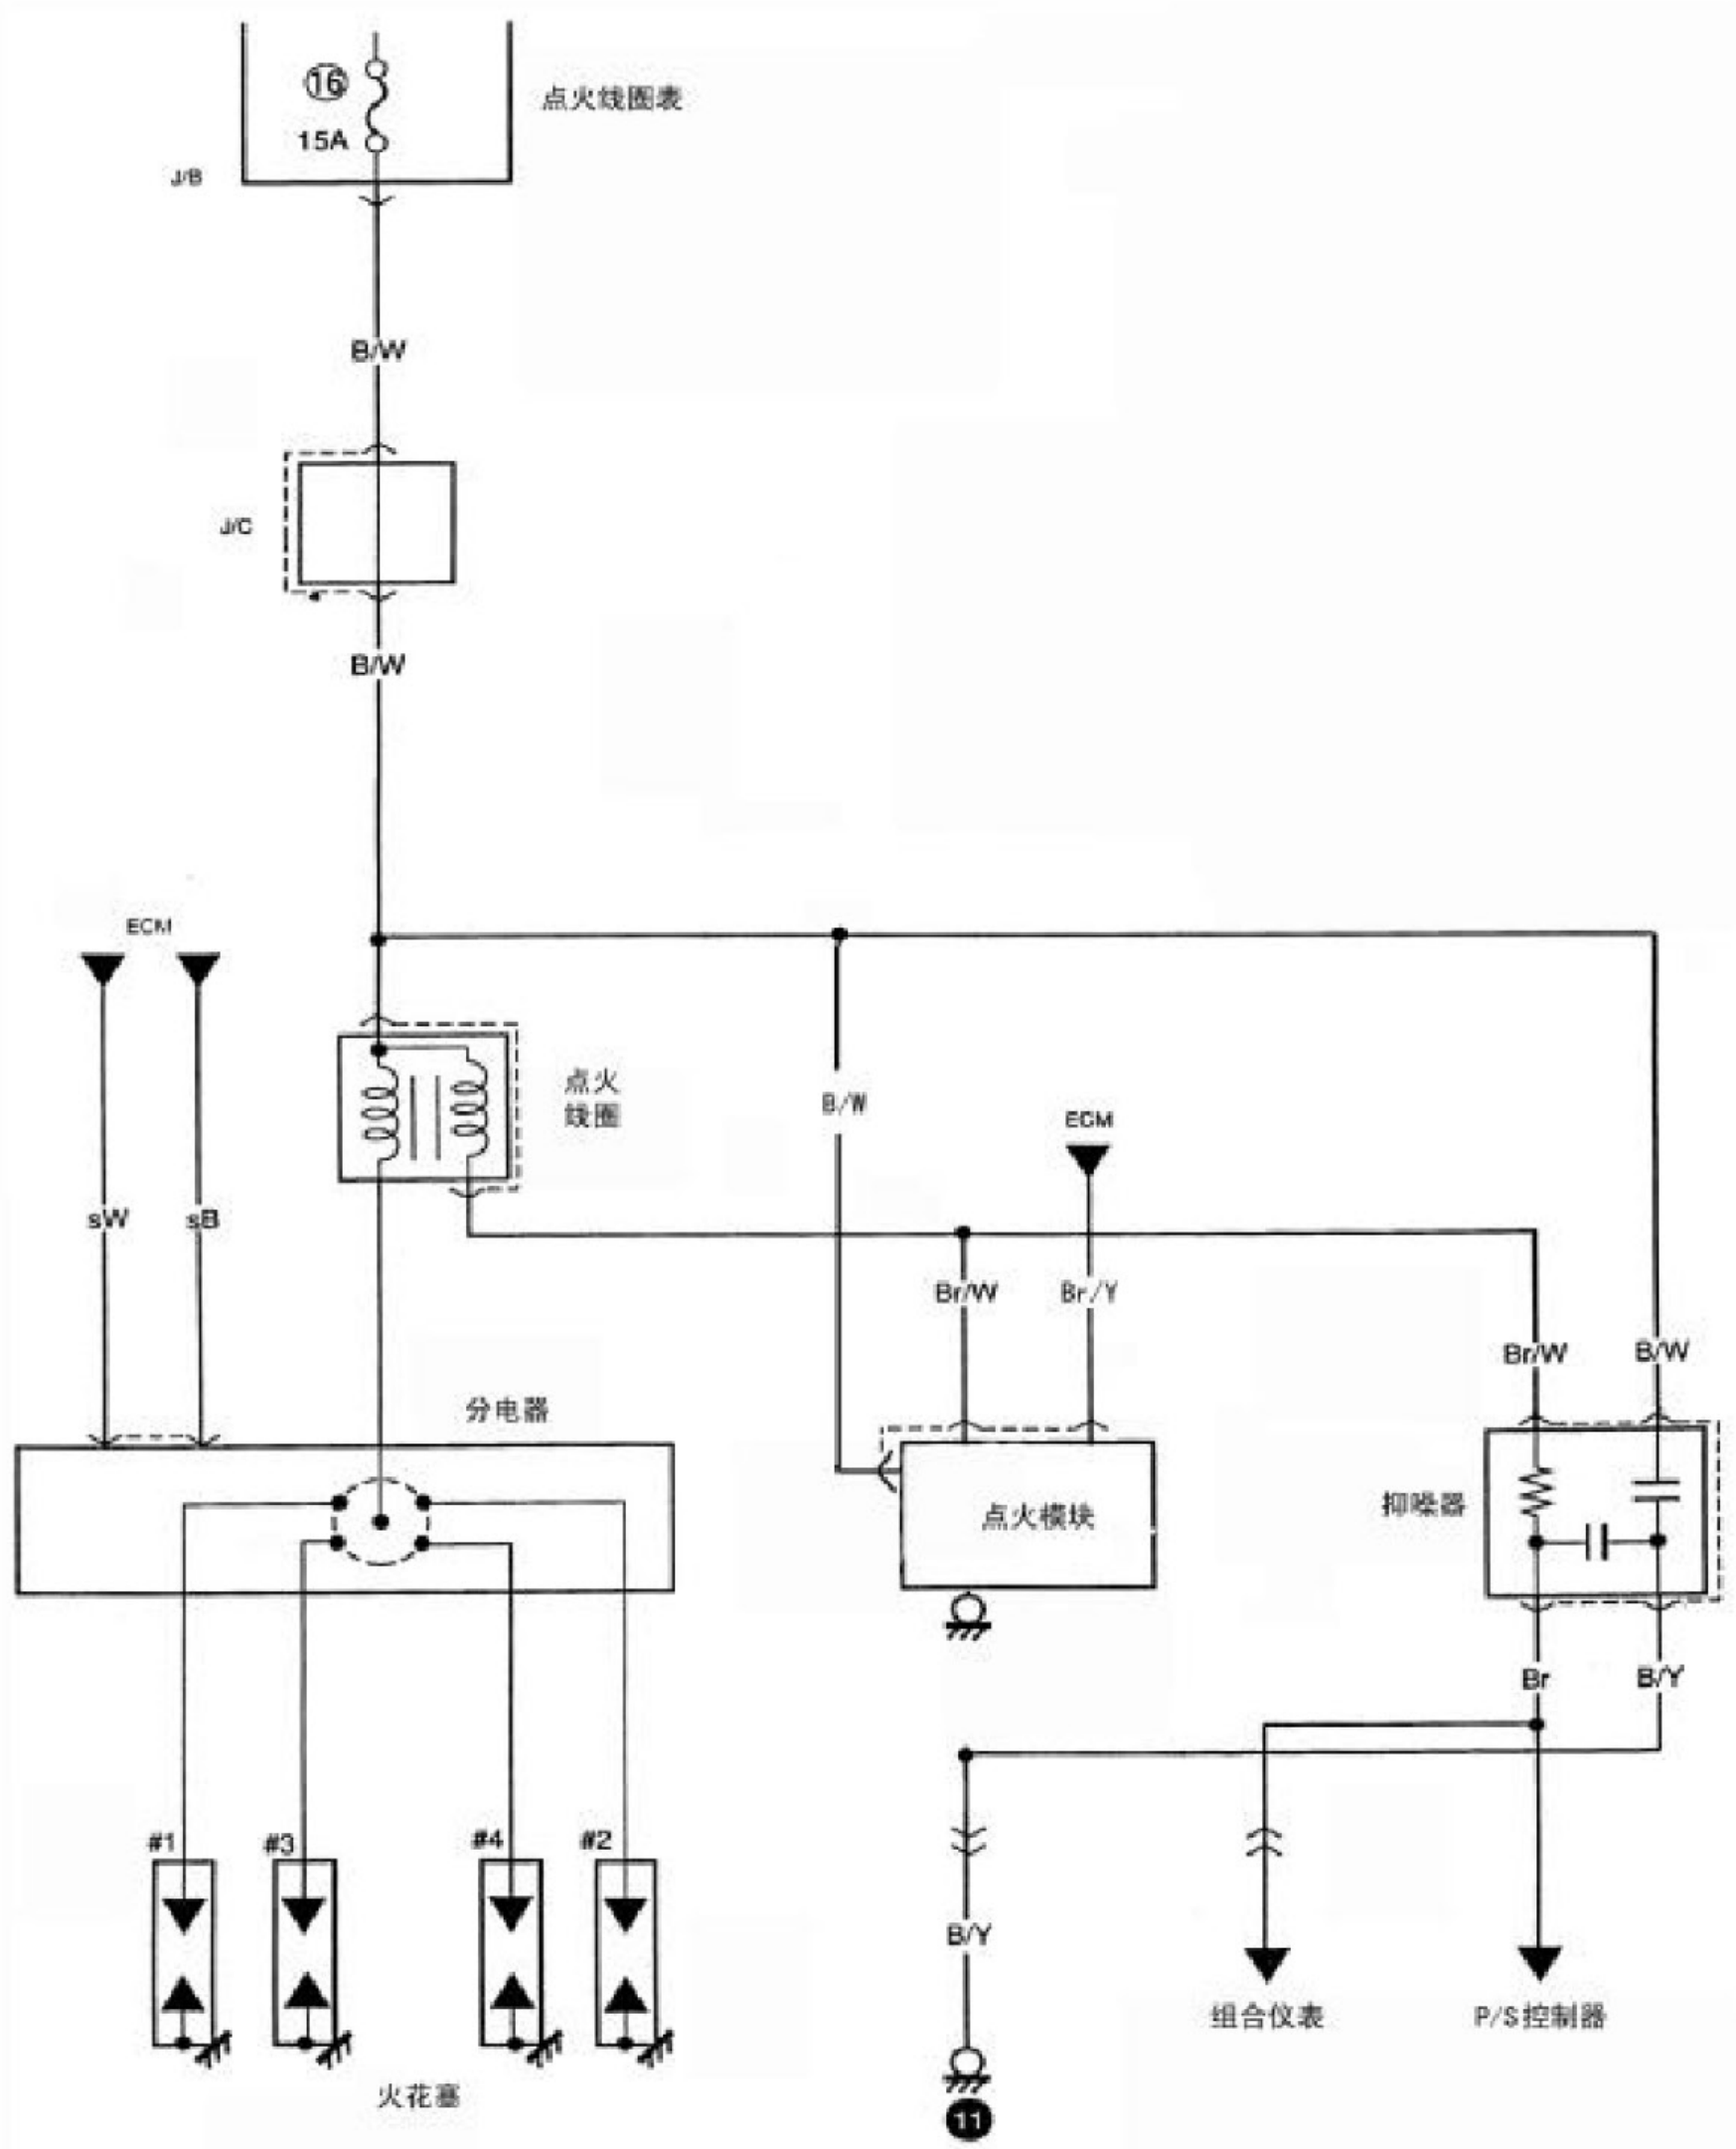 16
点火线圈表
15A
J/B
B/W
J/C
B/W
ECM
点火
线圈
B/W
ECM
sW
sB
Br/W
Br/Y
Br/W
B/W
分电器
点火模块
抑噪器
Br
B/Y
#1
#3
#4
#2
B/Y
组合仪表
P/S控制器
火花塞
11